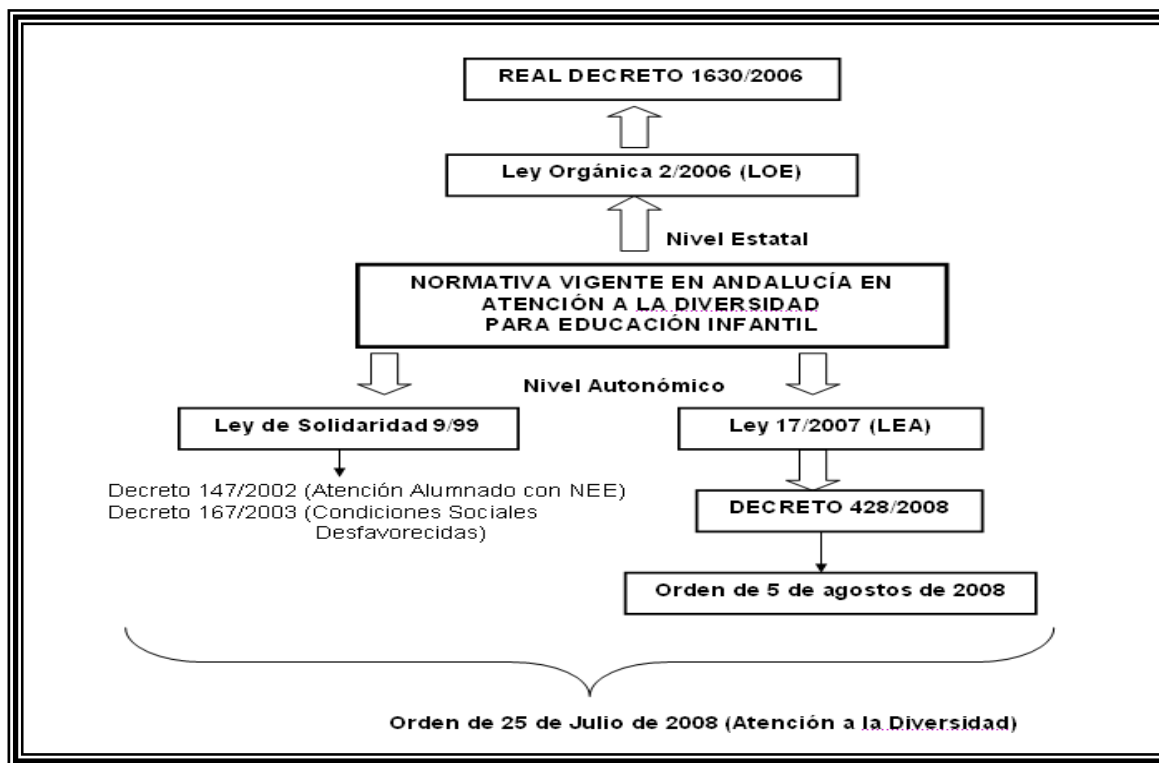 REAL DECRETO 1630/2006
Ley Orgánica 2/2006 (LOE)
Nivel Estatal
NORMATIVA VIGENTE EN ANDALUCÍA EN
ATENCIÓN A LA DIVERSIDAD
PARA EDUCACIÓN INFANTIL
Nivel Autonómico
Ley de Solidaridad 9/99
Ley 17/2007 (LEA)
Decreto 147/2002 (Atención Alumnado con NEE)
Decreto 167/2003 (Condiciones Sociales
Desfavorecidas)
DECRETO 428/2008
Orden de 5 de agostos de 2008
Orden de 25 de Julio de 2008 (Atención a la Diversidad)